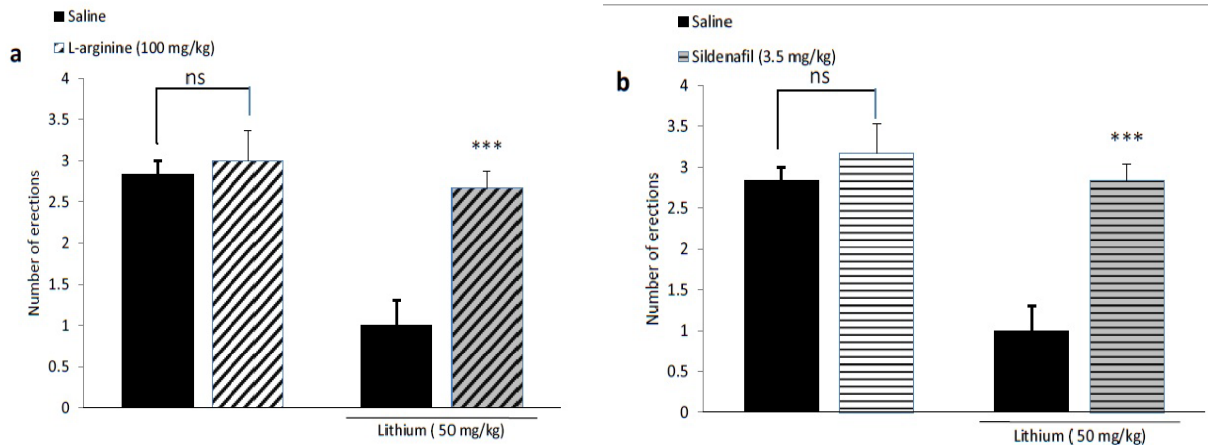 Saline
L-arginine (100 mg/kg)
a
ns
4
3.5
3
2.5
2
1.5
1
0.5
0
Number of erections
***
Lithium ( 50 mg/kg)
Saline
Sildenafil (3.5 mg/kg)
b
ns
4
3.5
3
2.5
2
1.5
1
0.5
0
Number of erections
***
Lithium ( 50 mg/kg)